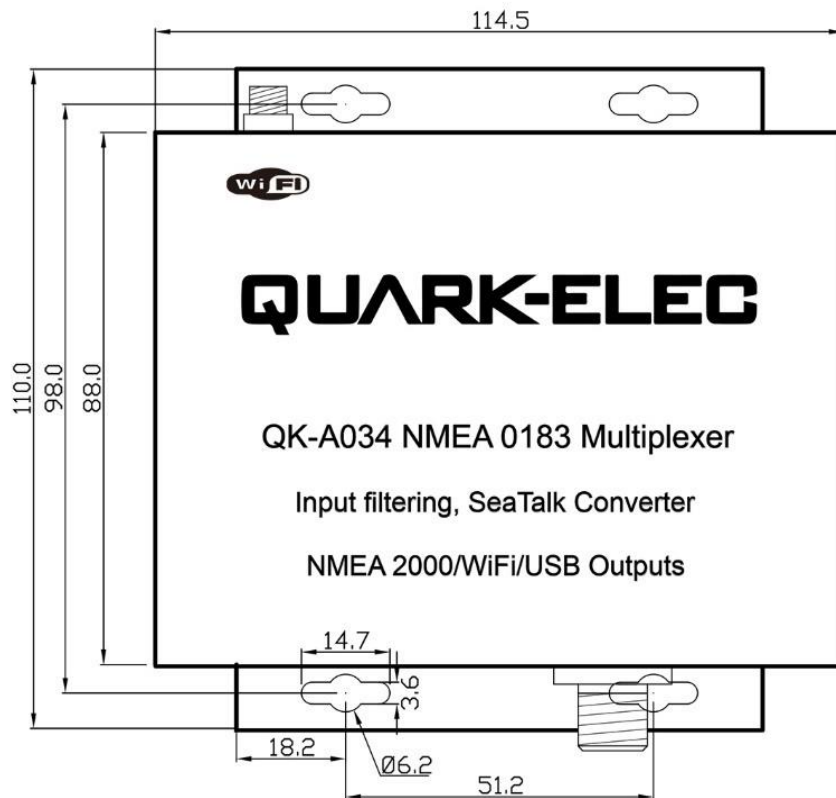 114.5
WiFi
QUARK-ELEC
110.0
98.0
88.0
QK-A034 NMEA 0183 Multiplexer
Input filtering, SeaTalk Converter
NMEA 2000/WiFi/USB Outputs
14.7
3.6
18.2
Ø6.2
51.2